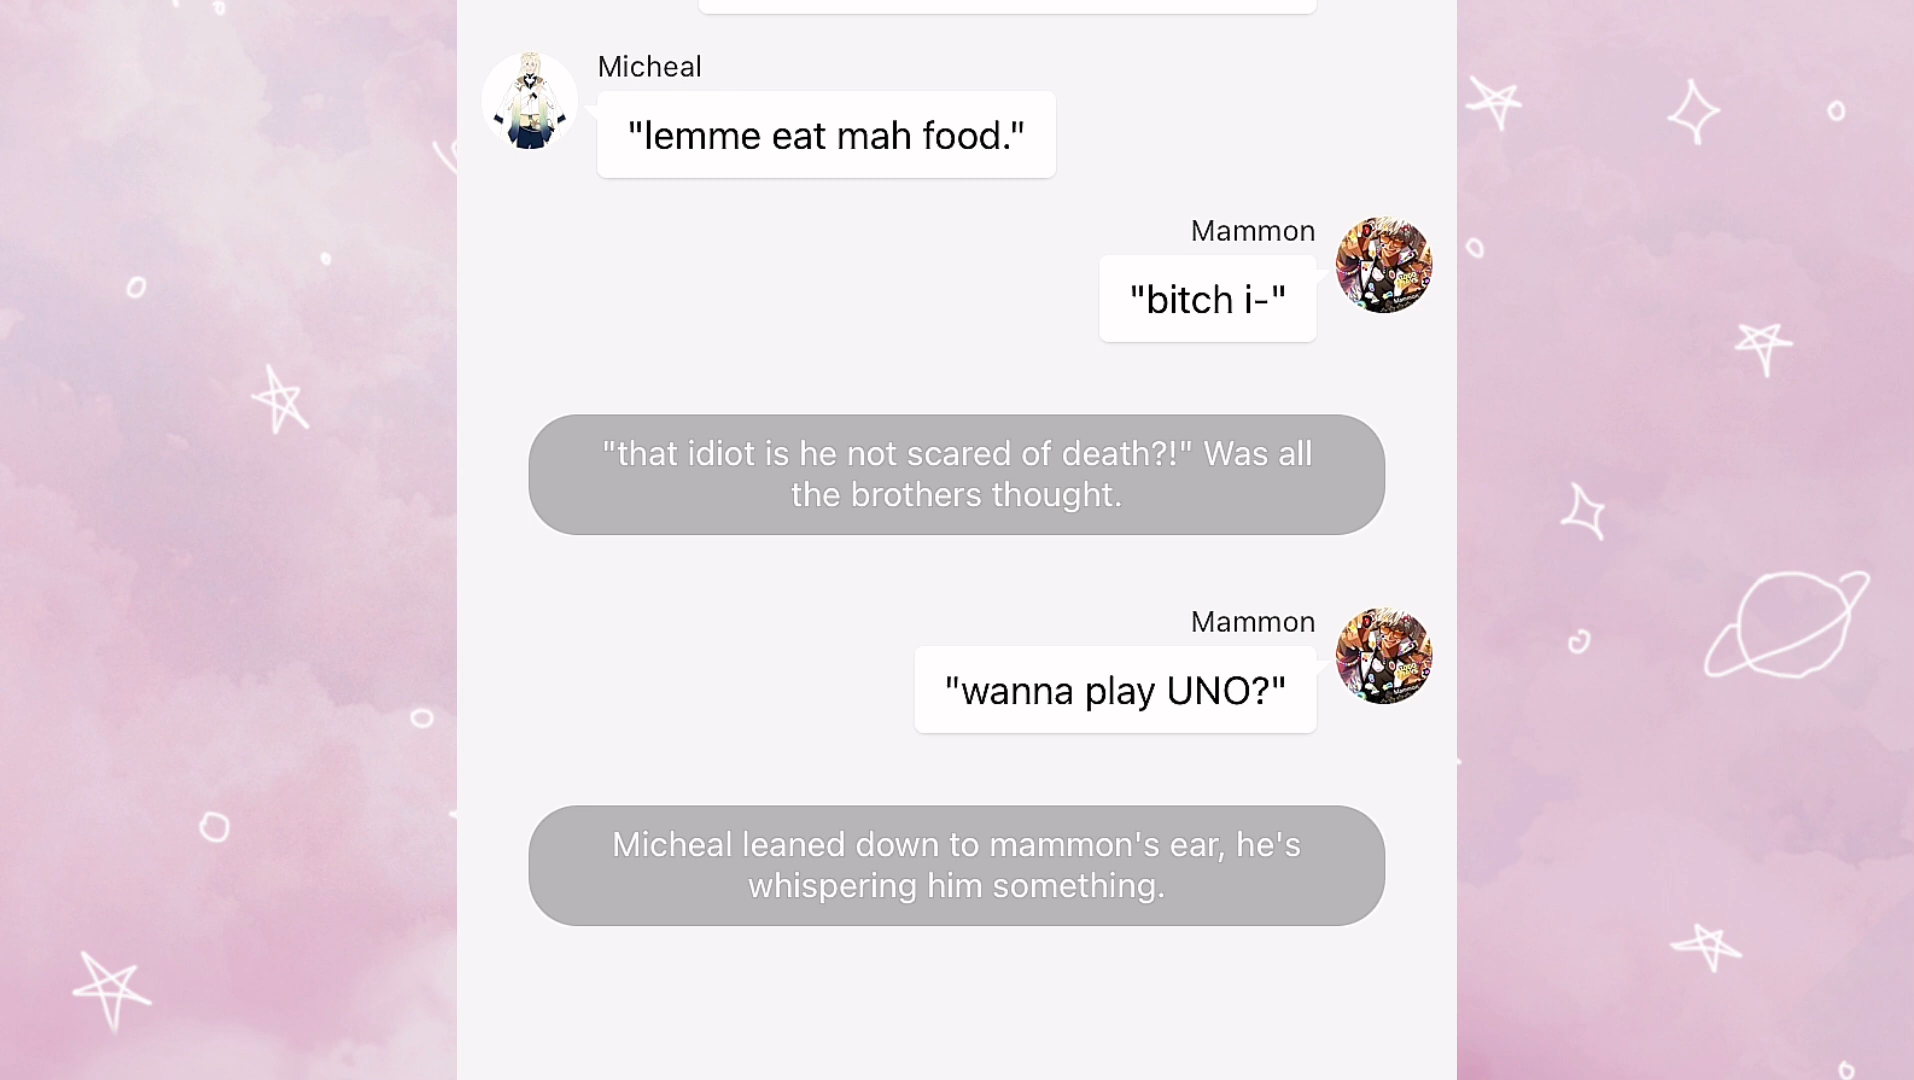 Micheal
"lemme eat mah food."
Mammon
"bitch i-"
"that idiot is he not scared of death?!" Was all
the brothers thought.
Mammon
"wanna play UNO?"
Micheal leaned down to mammon's ear, he's
whispering him something.